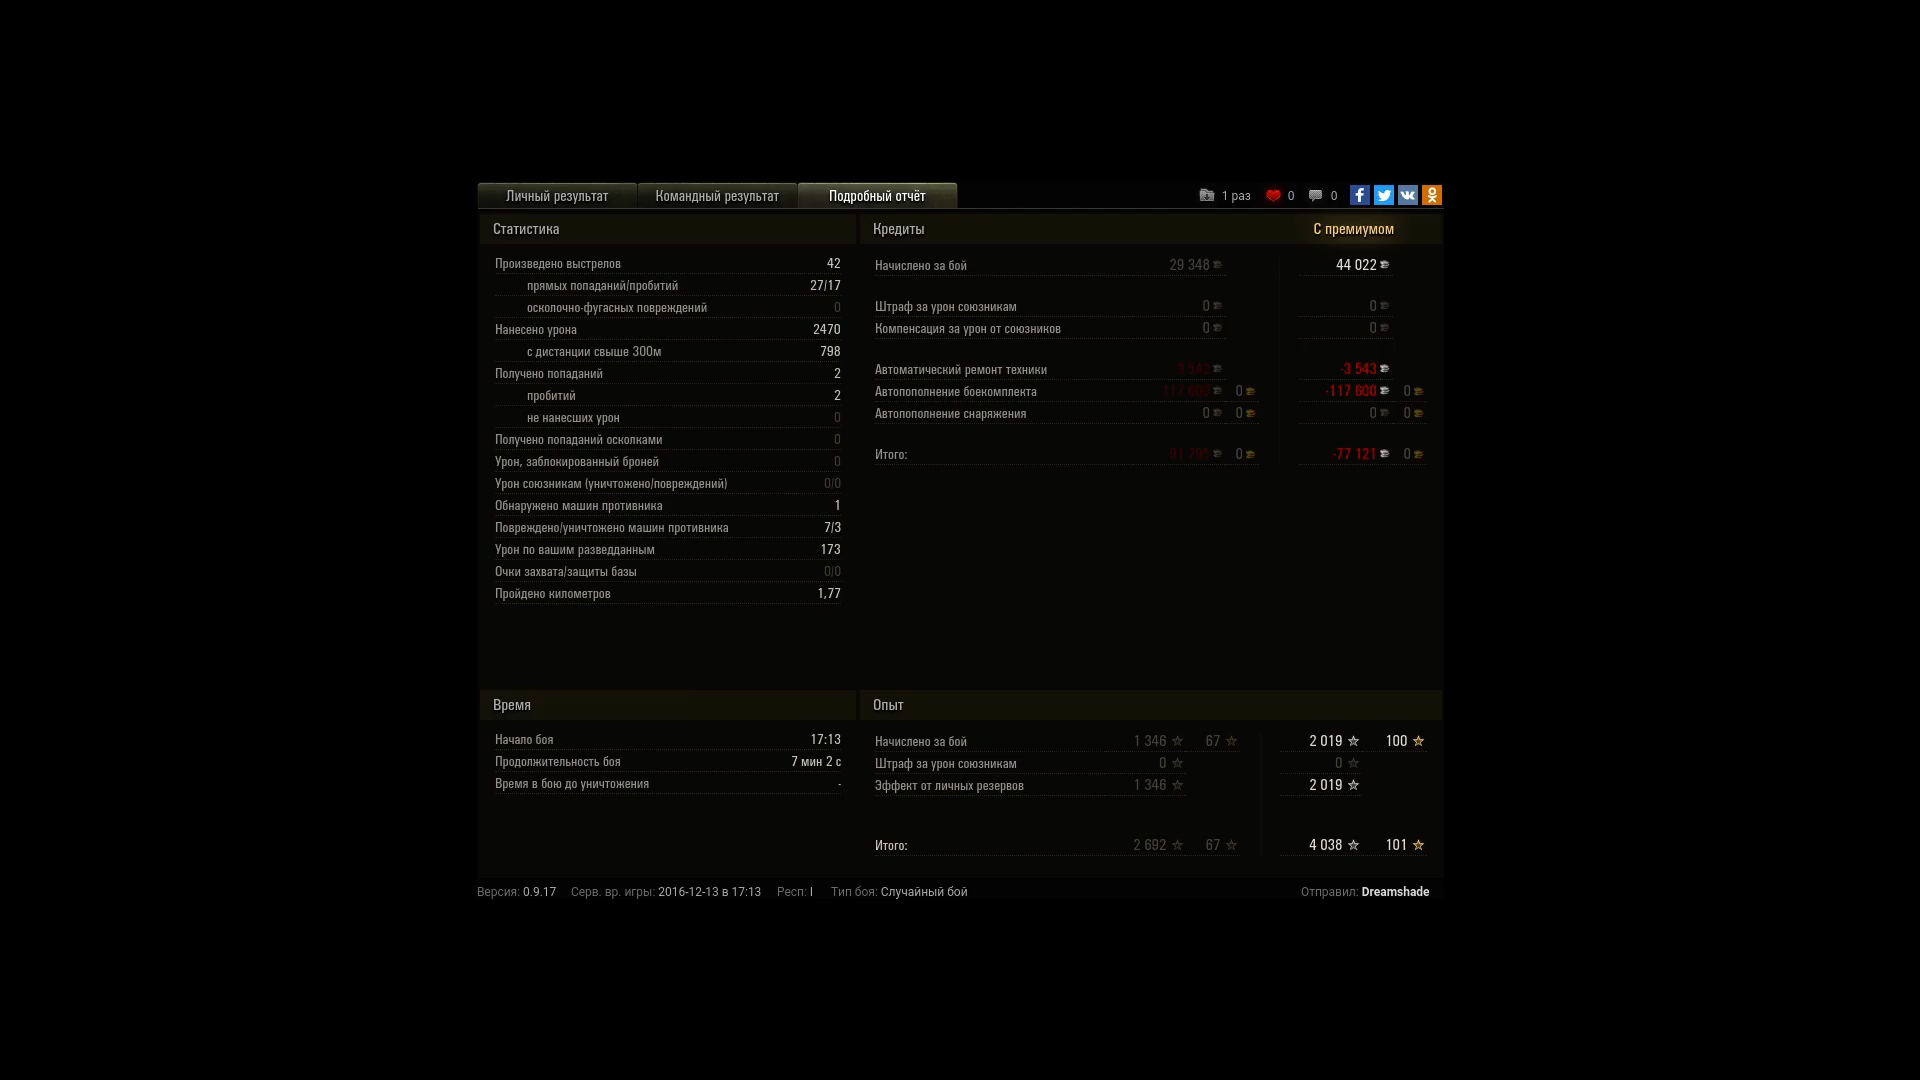 Личный результат Командный результат Подробный отчёт 1 раз 0 0
Статистика
Произведено выстрелов 42
прямых попаданий/пробитий 27/17
осколочно-фугасных повреждений 0
Нанесено урона 2470
с дистанции свыше 300м 798
Получено попаданий 2
пробитий 2
не нанесших урон 0
Получено попаданий осколками 0
Урон, заблокированный броней 0
Урон союзникам (уничтожено/повреждений) 0/0
Обнаружено машин противника 1
Повреждено/уничтожено машин противника 7/3
Урон по вашим разведданным 173
Очки захвата/защиты базы 0/0
Пройдено километров 1,77
Кредиты С премиумом
Начислено за бой 29 348 44 022
Штраф за урон союзникам 0 0
Компенсация за урон от союзников 0 0
Автоматический ремонт техники -3 543 -3 543
Автопополнение боекомплекта -117 600 0 -117 600 0
Автопополнение снаряжения 0 0 0 0
Итого: -91 795 0 -77 121 0
Время
Начало боя 17:13
Продолжительность боя 7 мин 2 с
Время в бою до уничтожения -
Опыт
Начислено за бой 1 346 67 2 019 100
Штраф за урон союзникам 0 0
Эффект от личных резервов 1 346 2 019
Итого: 2 692 67 4 038 101
Версия: 0.9.17 Серв. вр. игры: 2016-12-13 в 17:13 Респ: I Тип боя: Случайный бой Отправил: Dreamshade